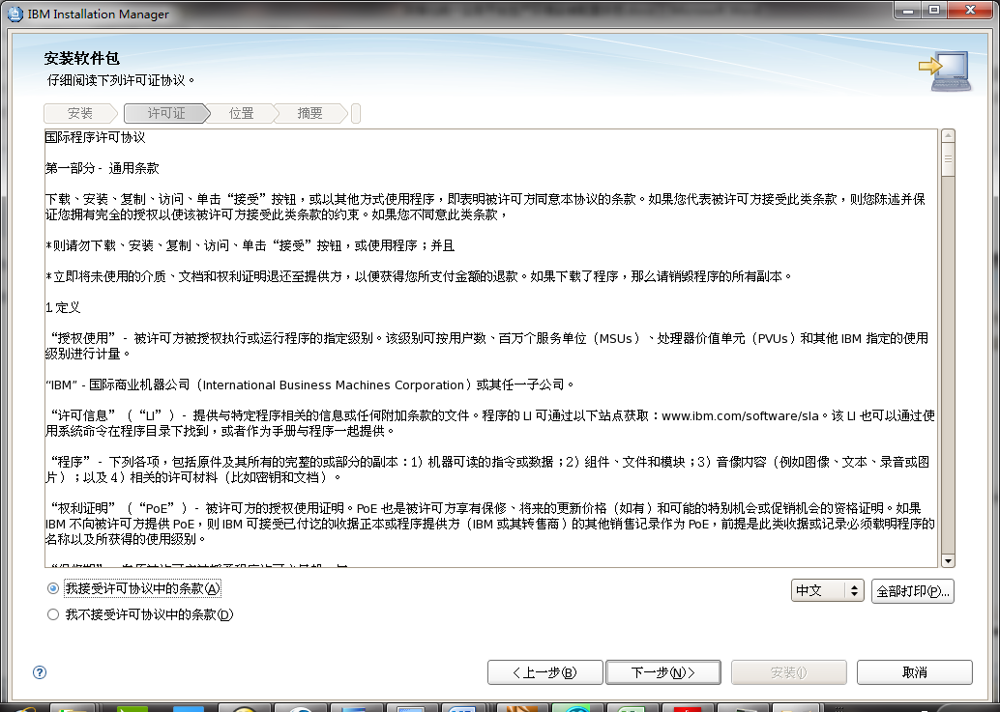 IBM Installation Manager
安装软件包
仔细阅读下列许可证协议。
安装
许可证
位置
摘要
国际程序许可协议
第一部分 - 通用条款
下载、安装、复制、访问、单击“接受”按钮，或以其他方式使用程序，即表明被许可方同意本协议的条款。如果您代表被许可方接受此类条款，则您陈述并保
证您拥有完全的授权以使该被许可方接受此类条款的约束。如果您不同意此类条款，
*则请勿下载、安装、复制、访问、单击“接受”按钮，或使用程序；并且
*立即将未使用的介质、文档和权利证明退还至提供方，以便获得您所支付金额的退款。如果下载了程序，那么请销毁程序的所有副本。
1. 定义
“授权使用” - 被许可方被授权执行或运行程序的指定级别。该级别可按用户数、百万个服务单位（MSUs）、处理器价值单元（PVUs）和其他 IBM 指定的使用
级别进行计量。
“IBM” - 国际商业机器公司（International Business Machines Corporation）或其任一子公司。
“许可信息”（“LI”）- 提供与特定程序相关的信息或任何附加条款的文件。程序的 LI 可通过以下站点获取：www.ibm.com/software/sla。该 LI 也可以通过使
用系统命令在程序目录下找到，或者作为手册与程序一起提供。
“程序” - 下列各项，包括原件及其所有的完整的或部分的副本：1）机器可读的指令或数据；2）组件、文件和模块；3）音像内容（例如图像、文本、录音或图
片）；以及 4）相关的许可材料（比如密钥和文档）。
“权利证明”（“PoE”）- 被许可方的授权使用证明。PoE 也是被许可方享有保修、将来的更新价格（如有）和可能的特别机会或促销机会的资格证明。如果
IBM 不向被许可方提供 PoE，则 IBM 可接受已付讫的收据正本或程序提供方（IBM 或其转售商）的其他销售记录作为 PoE，前提是此类收据或记录必须载明程序的
名称以及所获得的使用级别。
我接受许可协议中的条款(A)
中文
全部打印(P)...
我不接受许可协议中的条款(D)
< 上一步(B)
下一步(N) >
安装(I)
取消